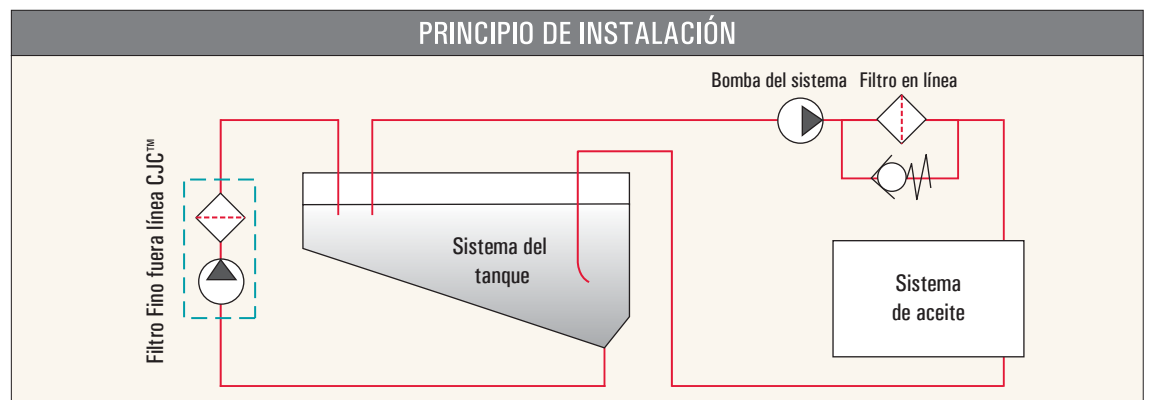 PRINCIPIO DE INSTALACIÓN
Bomba del sistema
Filtro en línea
Filtro Fino fuera línea CJC™
Sistema del
tanque
Sistema
de aceite